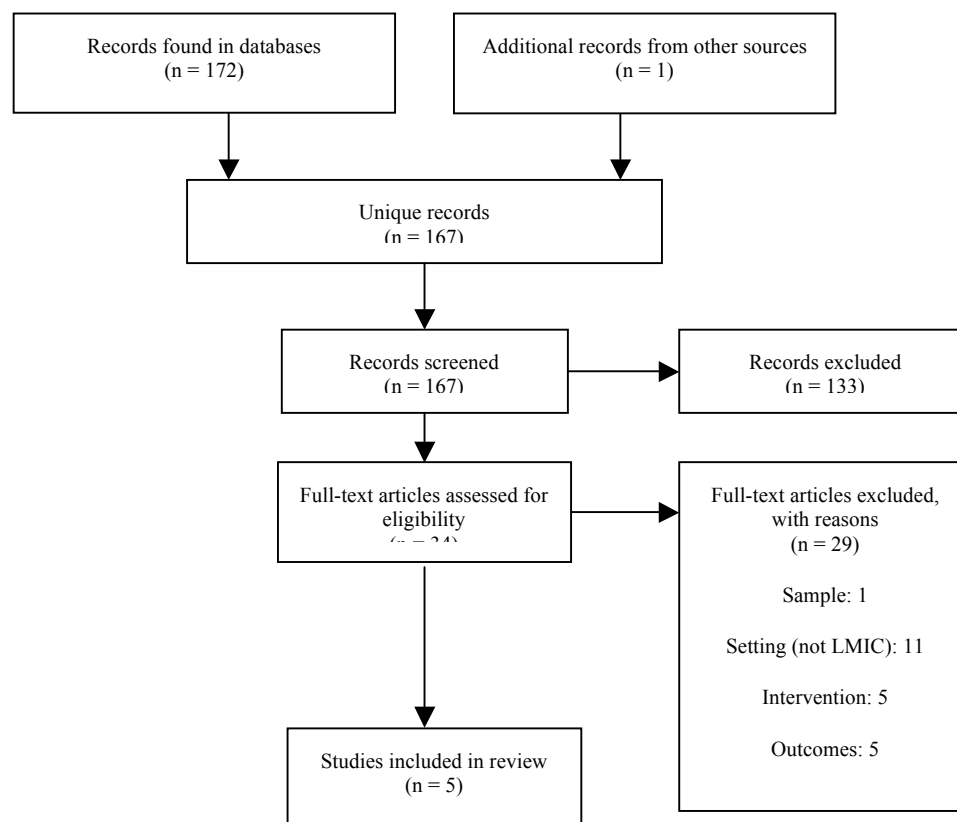 Records found in databases
(n = 172)
Additional records from other sources
(n = 1)
Unique records
(n = 167)
Records screened
(n = 167)
Records excluded
(n = 133)
Full-text articles assessed for
eligibility
(n = 34)
Full-text articles excluded,
with reasons
(n = 29)
Sample: 1
Setting (not LMIC): 11
Intervention: 5
Outcomes: 5
Studies included in review
(n = 5)